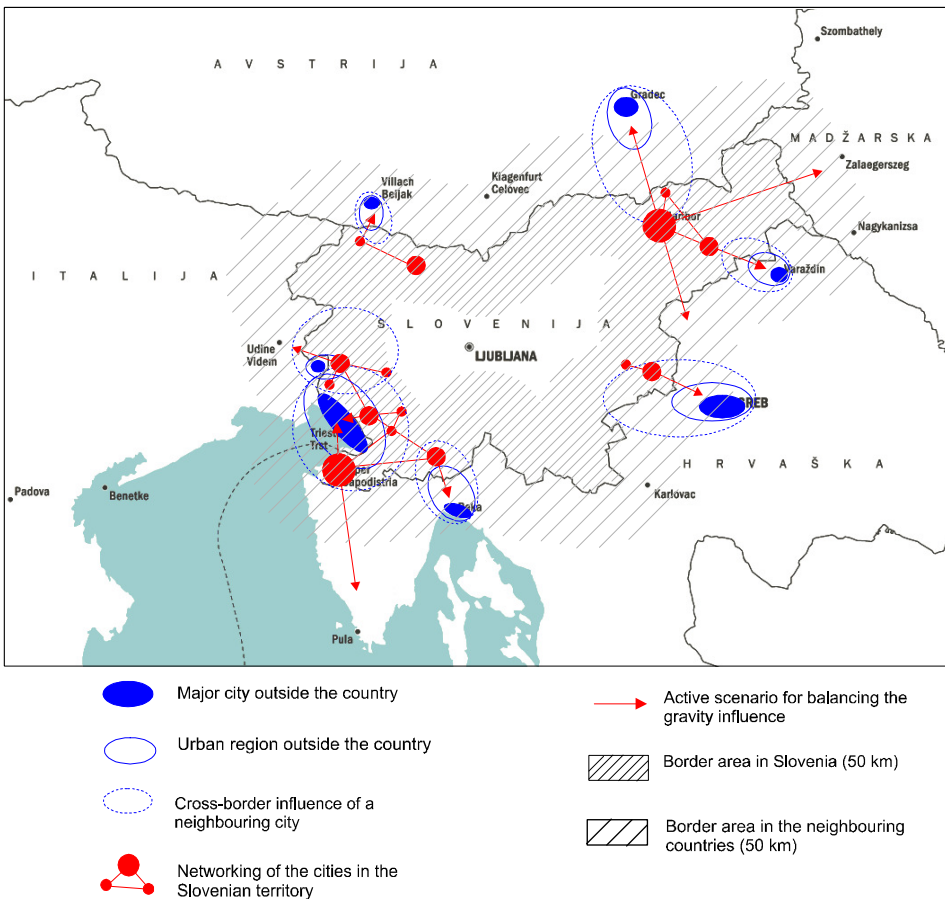 Szombathely
A V S T R I J A
Gradec
M A D Ž A R S K A
Zalaegerszeg
Villach
Beljak
Kiagenfurt
Celovec
Nagykanizsa
I T A L I J A
Varaždin
S L O V E N I J A
Udine
Videm
LJUBLJANA
Trst
H R V A Š K A
Padova
Benetke
Karlovac
Pula
Major city outside the country
Urban region outside the country
Cross-border influence of a
neighbouring city
Networking of the cities in the
Slovenian territory
Active scenario for balancing the
gravity influence
Border area in Slovenia (50 km)
Border area in the neighbouring
countries (50 km)